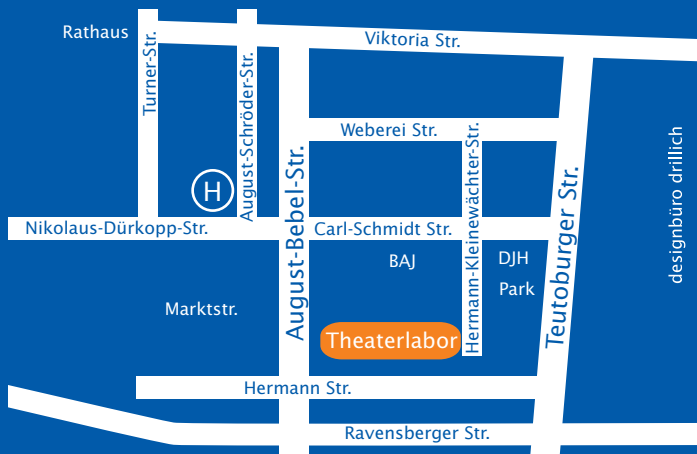 Rathaus
Viktoria Str.
Turner-Str.
August-Schröder-Str.
Weberei Str.
Hermann-Kleinewächter-Str.
August-Bebel-Str.
Teutoburger Str.
designbüro drillich
H
Nikolaus-Dürkopp-Str.
Carl-Schmidt Str.
BAJ
DJH
Park
Marktstr.
Theaterlabor
Hermann Str.
Ravensberger Str.